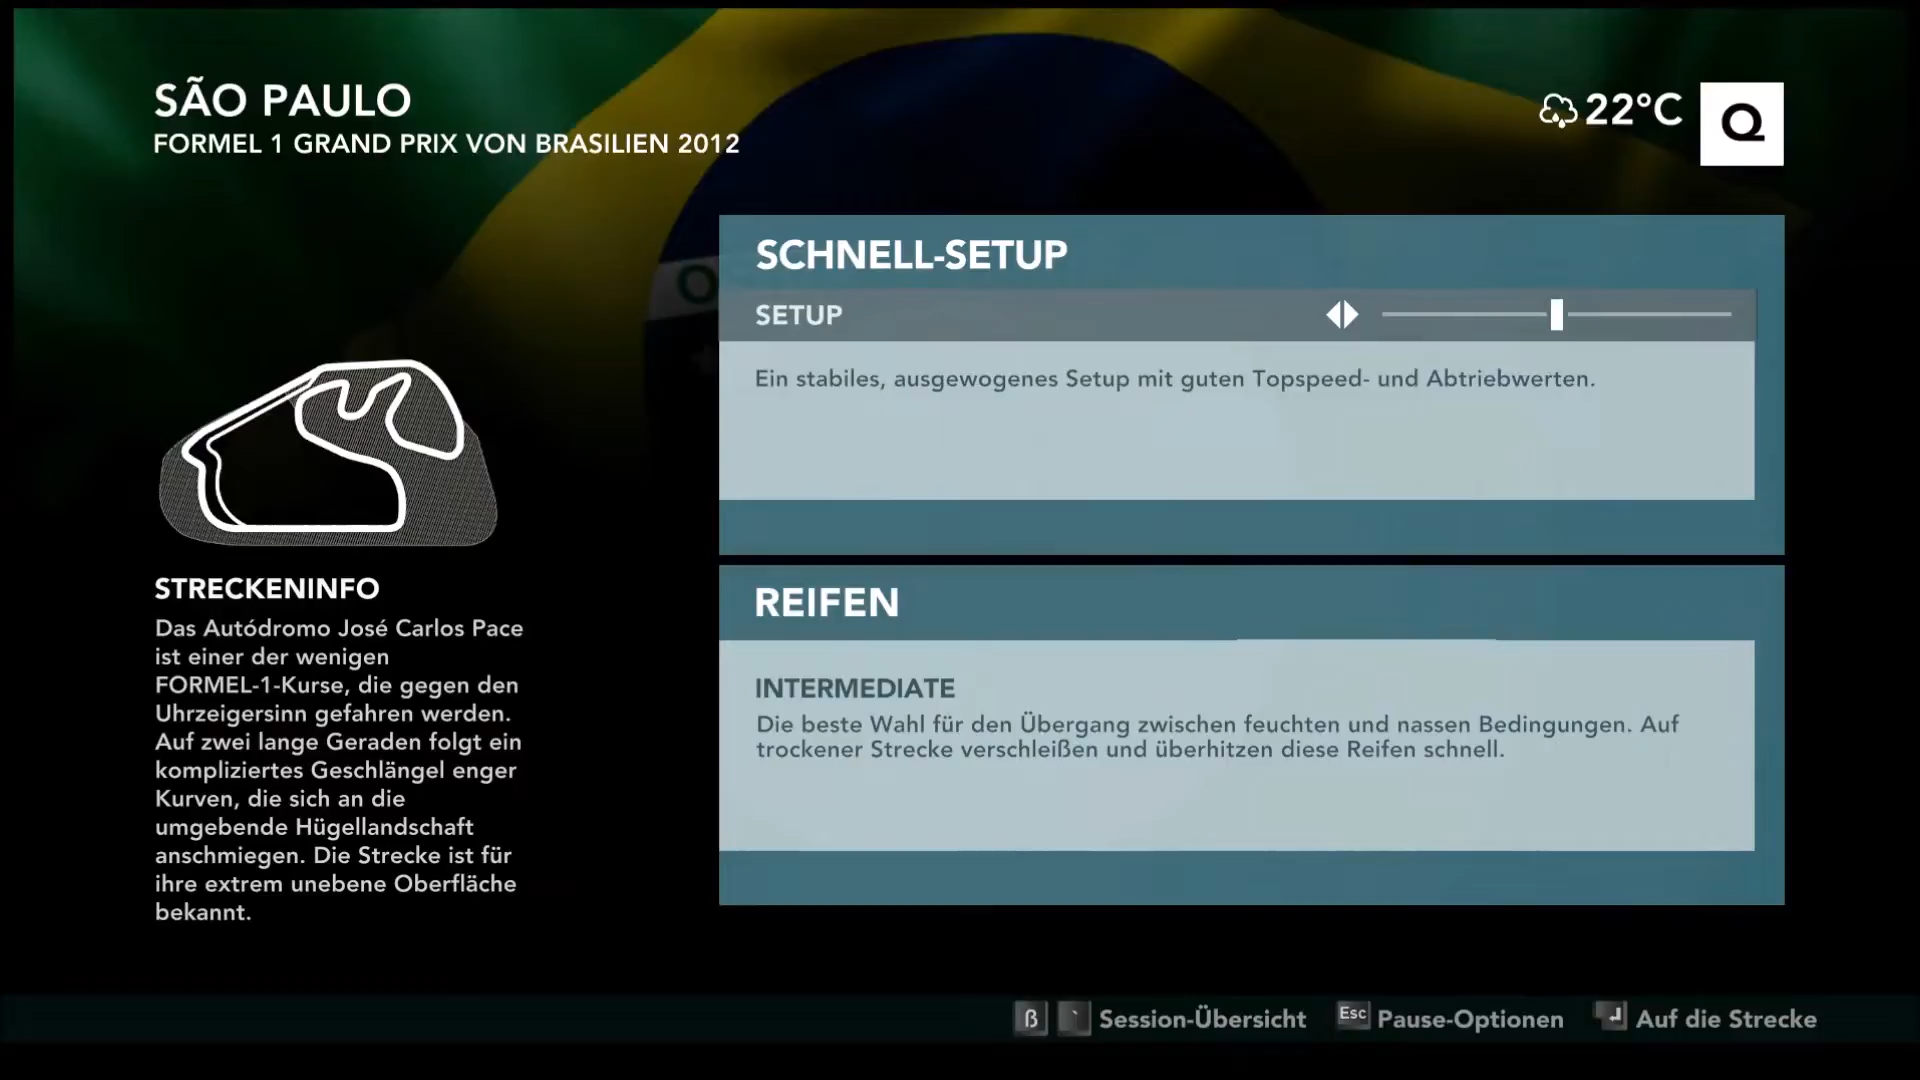 SÃO PAULO
FORMEL 1 GRAND PRIX VON BRASILIEN 2012
22°C
Q
SCHNELL-SETUP
SETUP
Ein stabiles, ausgewogenes Setup mit guten Topspeed- und Abtriebwerten.
STRECKENINFO
Das Autódromo José Carlos Pace
ist einer der wenigen
FORMEL-1-Kurse, die gegen den
Uhrzeigersinn gefahren werden.
Auf zwei lange Geraden folgt ein
kompliziertes Geschlängel enger
Kurven, die sich an die
umgebende Hügellandschaft
anschmiegen. Die Strecke ist für
ihre extrem unebene Oberfläche
bekannt.
REIFEN
INTERMEDIATE
Die beste Wahl für den Übergang zwischen feuchten und nassen Bedingungen. Auf
trockener Strecke verschleißen und überhitzen diese Reifen schnell.
ß ` Session-Übersicht Esc Pause-Optionen Auf die Strecke